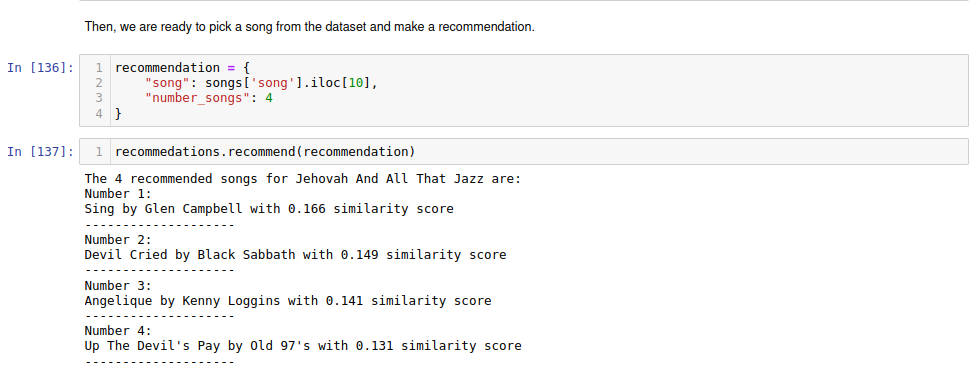 Then, we are ready to pick a song from the dataset and make a recommendation.
In [136]:
1 recommendation = {
2     "song": songs['song'].iloc[10],
3     "number_songs": 4
4 }
In [137]:
1 recommedations.recommend(recommendation)
The 4 recommended songs for Jehovah And All That Jazz are:
Number 1:
Sing by Glen Campbell with 0.166 similarity score
--------------------
Number 2:
Devil Cried by Black Sabbath with 0.149 similarity score
--------------------
Number 3:
Angelique by Kenny Loggins with 0.141 similarity score
--------------------
Number 4:
Up The Devil's Pay by Old 97's with 0.131 similarity score
--------------------